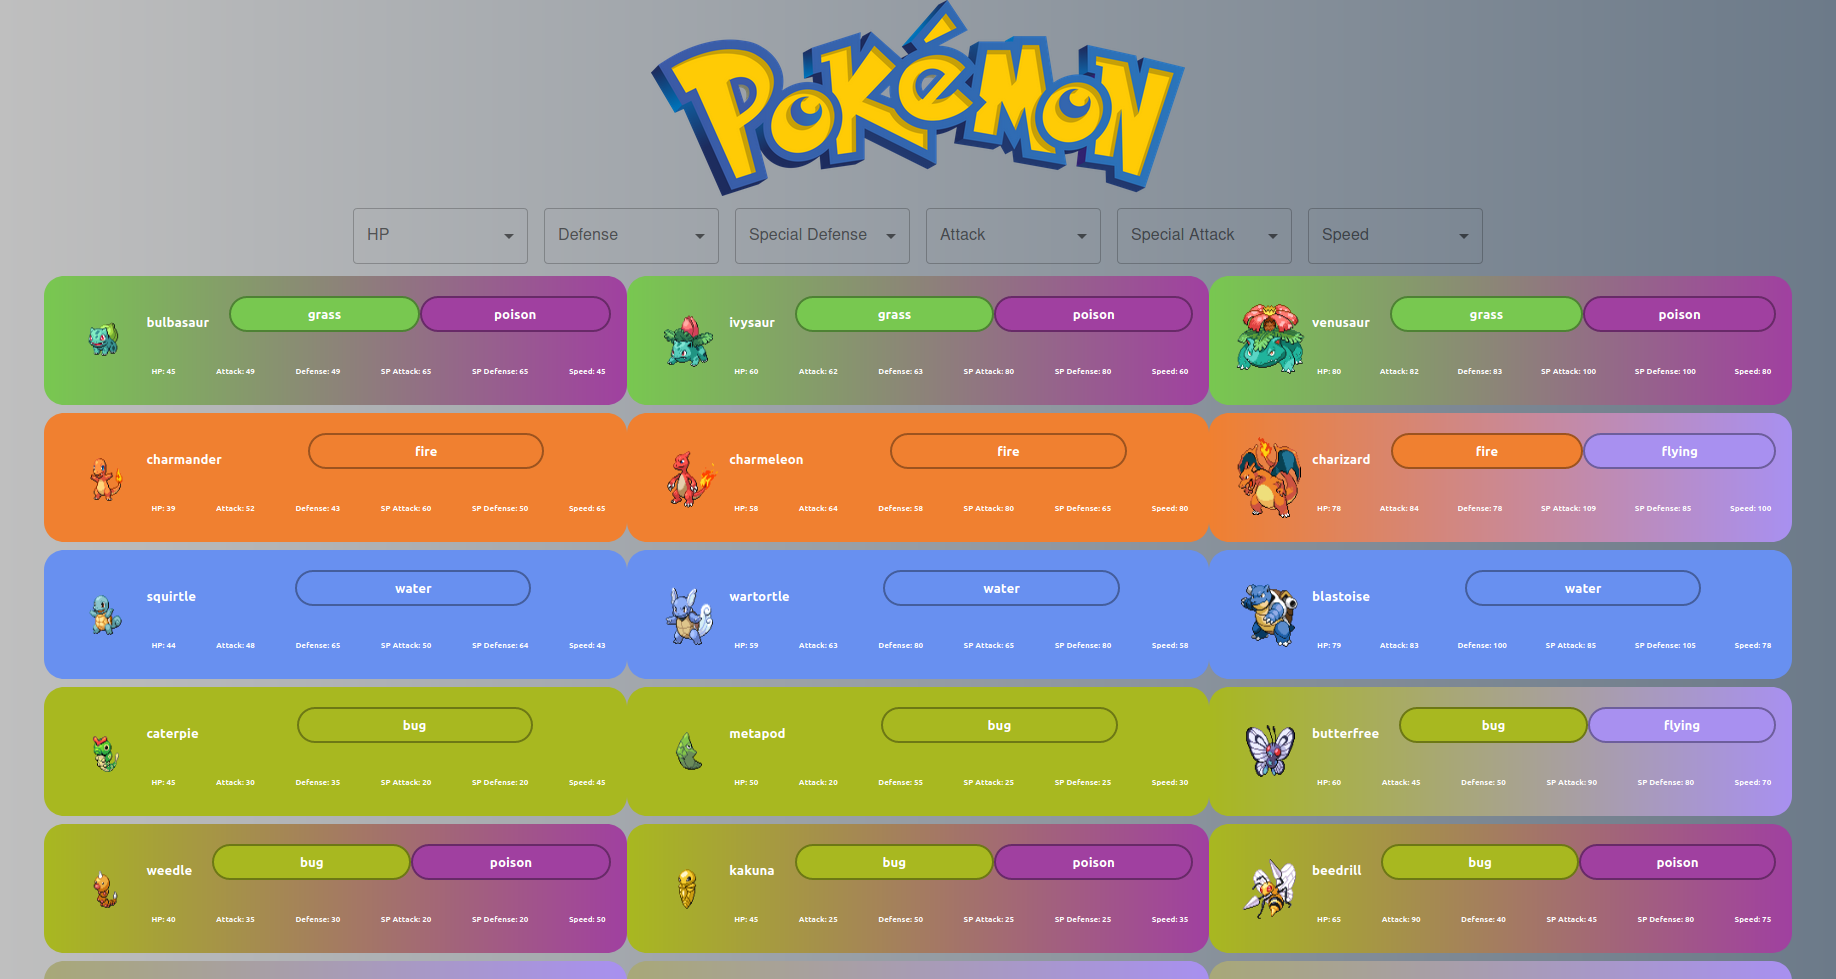 POKéMON
HP Defense Special Defense Attack Special Attack Speed
bulbasaur grass poison
HP: 45 Attack: 49 Defense: 49 SP Attack: 65 SP Defense: 65 Speed: 45
ivysaur grass poison
HP: 60 Attack: 62 Defense: 63 SP Attack: 80 SP Defense: 80 Speed: 60
venusaur grass poison
HP: 80 Attack: 82 Defense: 83 SP Attack: 100 SP Defense: 100 Speed: 80
charmander fire
HP: 39 Attack: 52 Defense: 43 SP Attack: 60 SP Defense: 50 Speed: 65
charmeleon fire
HP: 58 Attack: 64 Defense: 58 SP Attack: 80 SP Defense: 65 Speed: 80
charizard fire flying
HP: 78 Attack: 84 Defense: 78 SP Attack: 109 SP Defense: 85 Speed: 100
squirtle water
HP: 44 Attack: 48 Defense: 65 SP Attack: 50 SP Defense: 64 Speed: 43
wartortle water
HP: 59 Attack: 63 Defense: 80 SP Attack: 65 SP Defense: 80 Speed: 58
blastoise water
HP: 79 Attack: 83 Defense: 100 SP Attack: 85 SP Defense: 105 Speed: 78
caterpie bug
HP: 45 Attack: 30 Defense: 35 SP Attack: 20 SP Defense: 20 Speed: 45
metapod bug
HP: 50 Attack: 20 Defense: 55 SP Attack: 25 SP Defense: 25 Speed: 30
butterfree bug flying
HP: 60 Attack: 45 Defense: 50 SP Attack: 90 SP Defense: 80 Speed: 70
weedle bug poison
HP: 40 Attack: 35 Defense: 30 SP Attack: 20 SP Defense: 20 Speed: 50
kakuna bug poison
HP: 45 Attack: 25 Defense: 50 SP Attack: 25 SP Defense: 25 Speed: 35
beedrill bug poison
HP: 65 Attack: 90 Defense: 40 SP Attack: 45 SP Defense: 80 Speed: 75